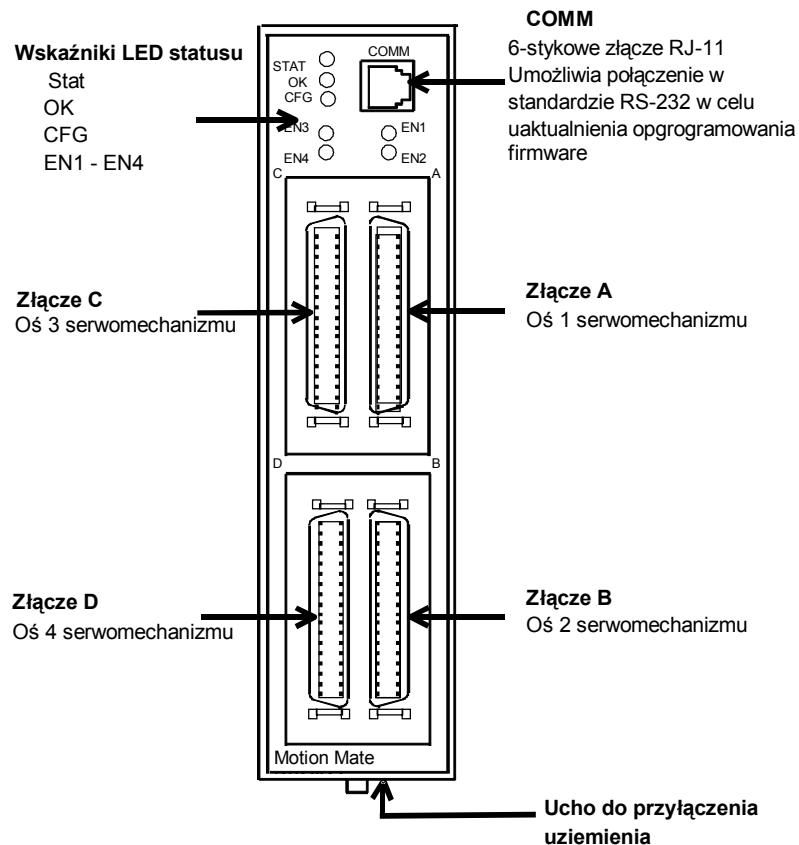 Wskaźniki LED statusu
Stat
OK
CFG
EN1 - EN4
STAT
OK
CFG
COMM
EN3
EN1
EN4
EN2
C
A
COMM
6-stykowe złącze RJ-11
Umożliwia połączenie w
standardzie RS-232 w celu
uaktualnienia opgrogramowania
firmware
Złącze C
Oś 3 serwomechanizmu
Złącze A
Oś 1 serwomechanizmu
D
B
Złącze D
Oś 4 serwomechanizmu
Złącze B
Oś 2 serwomechanizmu
Motion Mate
Ucho do przyłączenia
uziemienia